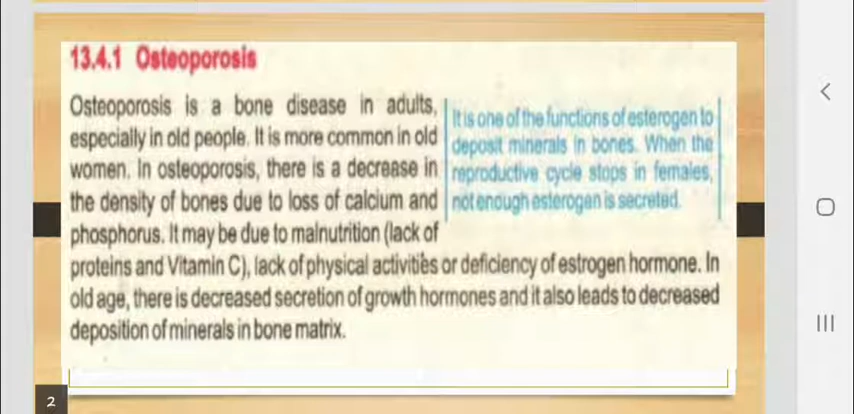 13.4.1 Osteoporosis
Osteoporosis is a bone disease in adults,
especially in old people. It is more common in old
women. In osteoporosis, there is a decrease in
the density of bones due to loss of calcium and
phosphorus. It may be due to malnutrition (lack of
proteins and Vitamin C), lack of physical activities or deficiency of estrogen hormone. In
old age, there is decreased secretion of growth hormones and it also leads to decreased
deposition of minerals in bone matrix.
It is one of the functions of esterogen to
deposit minerals in bones. When the
reproductive cycle stops in females,
not enough esterogen is secreted.
2